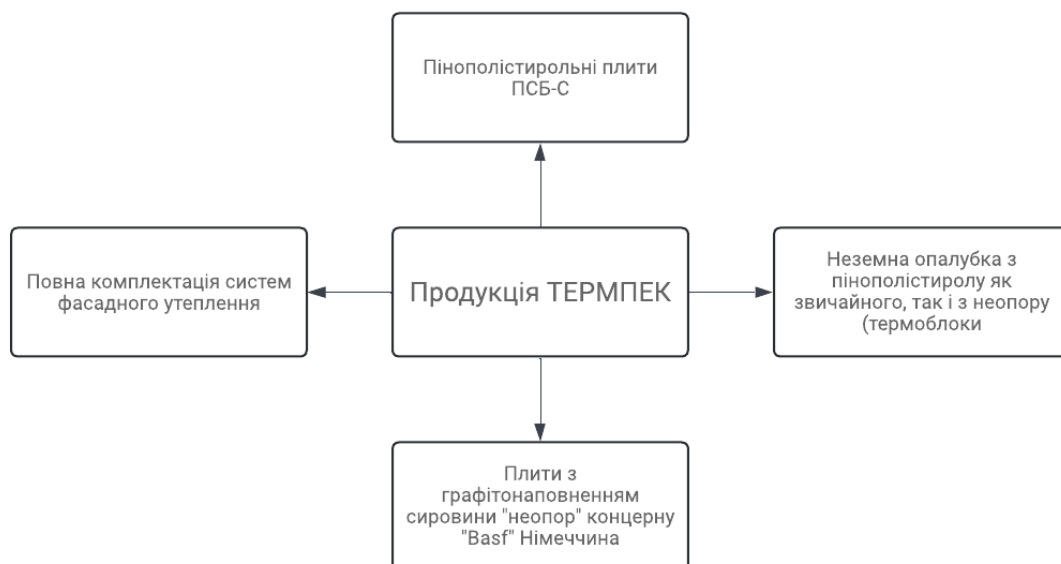 Пінополістирольні плити
ПСБ-С
Повна комплектація систем
фасадного утеплення
Продукція ТЕРМПЕК
Неземна опалубка з
пінополістиролу як
звичайного, так і з неопору
(термоблоки
Плити з
графітонаповненням
сировини "неопор" концерну
"Basf" Німеччина